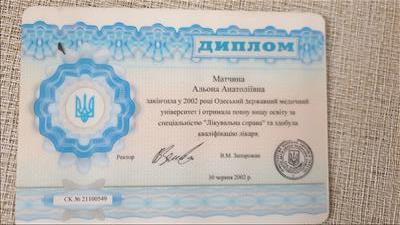 ДИПЛОМ
Матчина
Альона Анатоліївна
закінчила у 2002 році Одеський державний медичний
університет і отримала повну вищу освіту за
спеціальністю "Лікувальна справа" та здобула
кваліфікацію лікаря.
Ректор
В.М. Запорожан
30 червня 2002 р.
СК № 21100549